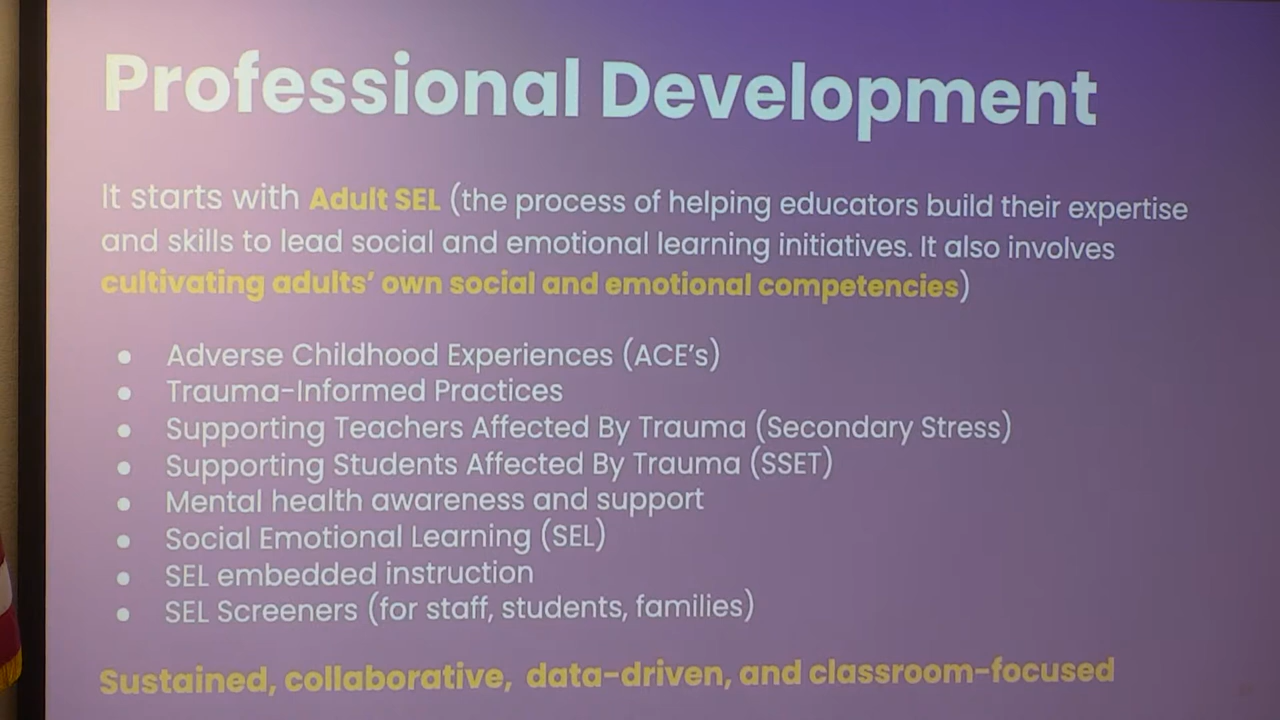 Professional Development
It starts with Adult SEL (the process of helping educators build their expertise
and skills to lead social and emotional learning initiatives. It also involves
cultivating adults' own social and emotional competencies)
● Adverse Childhood Experiences (ACE's)
● Trauma-Informed Practices
● Supporting Teachers Affected By Trauma (Secondary Stress)
● Supporting Students Affected By Trauma (SSET)
● Mental health awareness and support
● Social Emotional Learning (SEL)
● SEL embedded instruction
● SEL Screeners (for staff, students, families)
Sustained, collaborative, data-driven, and classroom-focused